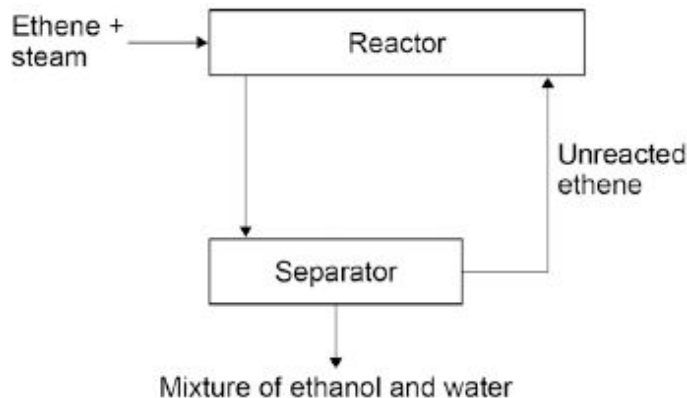 Ethene +
steam
Reactor
Unreacted
ethene
Separator
Mixture of ethanol and water